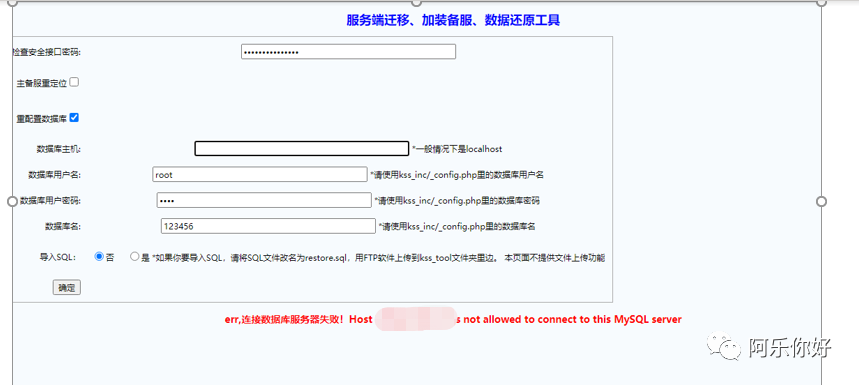 服务端迁移、加装备服、数据还原工具
检查安全接口密码: •••••••••••••••
主备服重定位
重配置数据库
数据库主机: *一般情况下是localhost
数据库用户名: root *请使用kss_inc/_config.php里的数据库用户名
数据库用户密码: •••• *请使用kss_inc/_config.php里的数据库密码
数据库名: 123456 *请使用kss_inc/_config.php里的数据库名
导入SQL: 否 是 *如果你要导入SQL，请将SQL文件改名为restore.sql，用FTP软件上传到kss_tool文件夹里边。 本页面不提供文件上传功能
确定
err,连接数据库服务器失败！Host s not allowed to connect to this MySQL server
阿乐你好